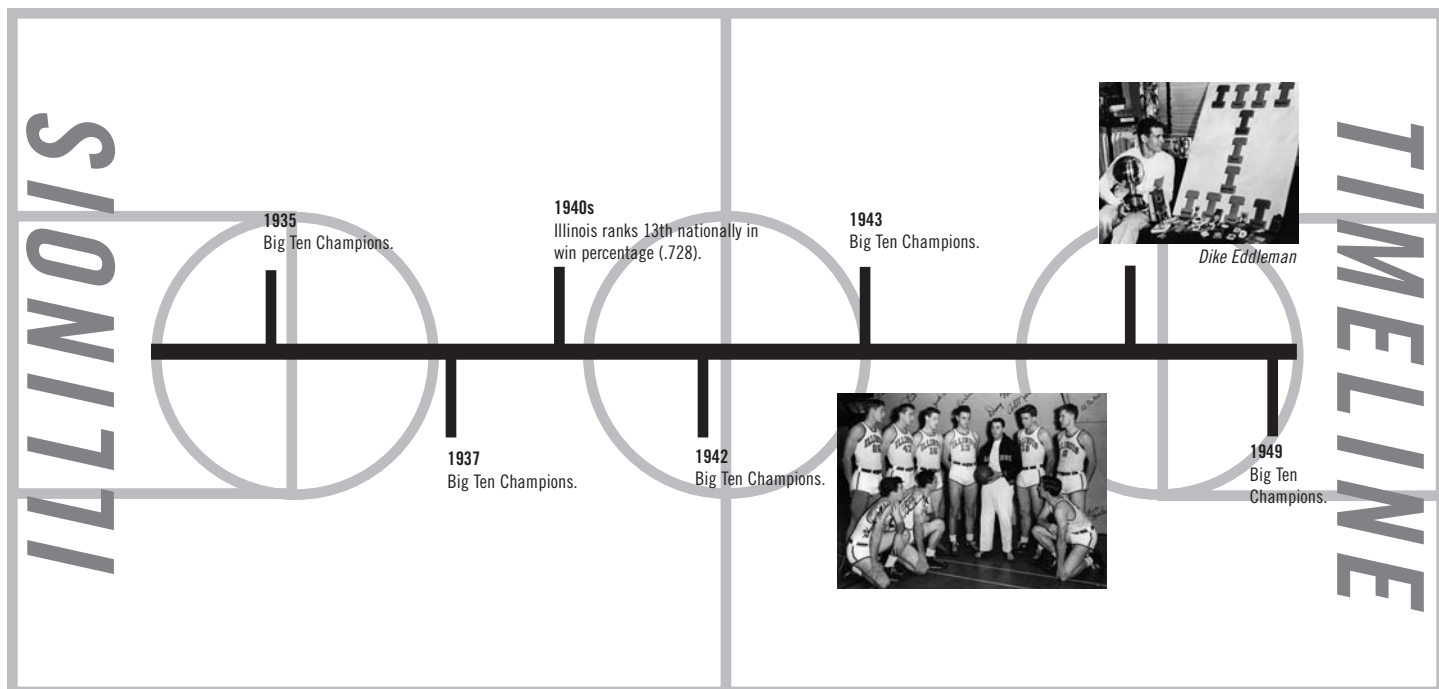 ILLINOIS
TIMELINE
1935
Big Ten Champions.
1937
Big Ten Champions.
1940s
Illinois ranks 13th nationally in
win percentage (.728).
1942
Big Ten Champions.
1943
Big Ten Champions.
Dike Eddleman
1949
Big Ten
Champions.